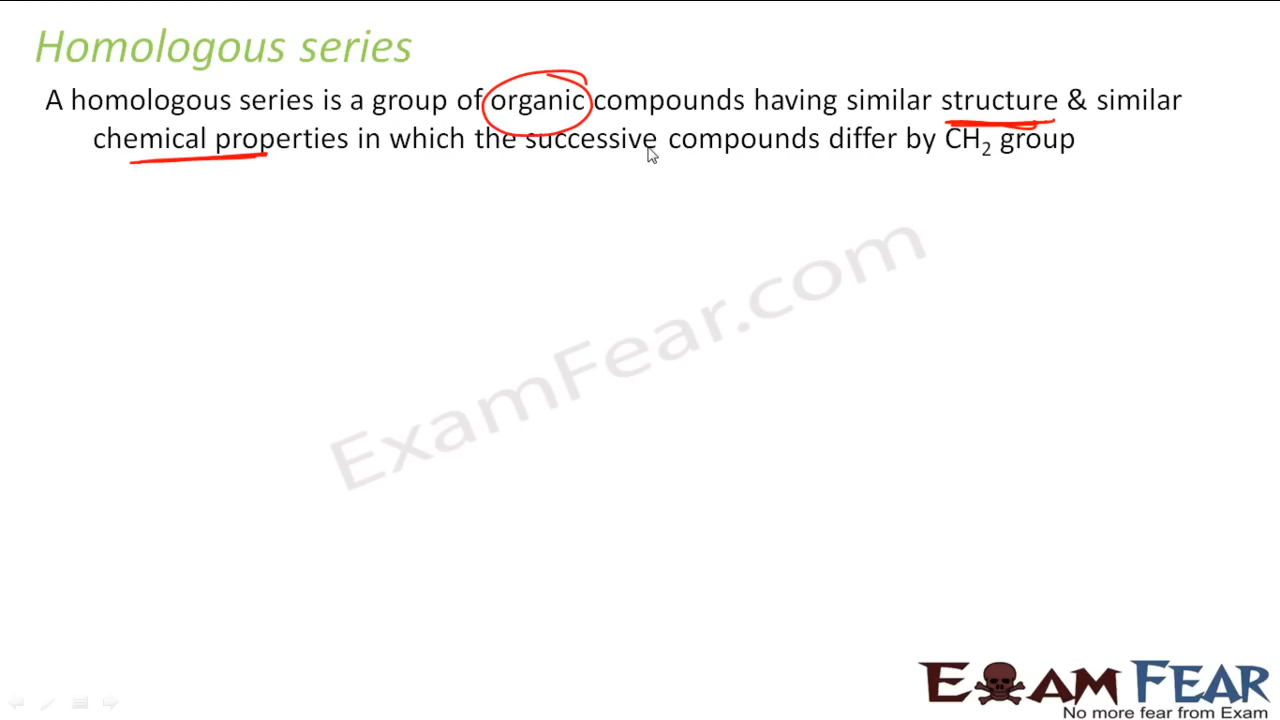 Homologous series
A homologous series is a group of organic compounds having similar structure & similar
chemical properties in which the successive compounds differ by CH₂ group
ExamFear.com
EXAM FEAR
No more fear from Exam